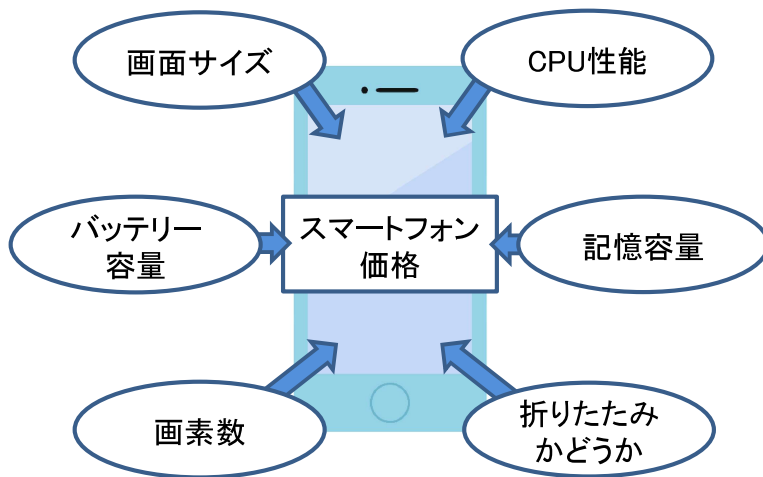 画面サイズ
CPU性能
バッテリー
容量
スマートフォン
価格
記憶容量
画素数
折りたたみ
かどうか